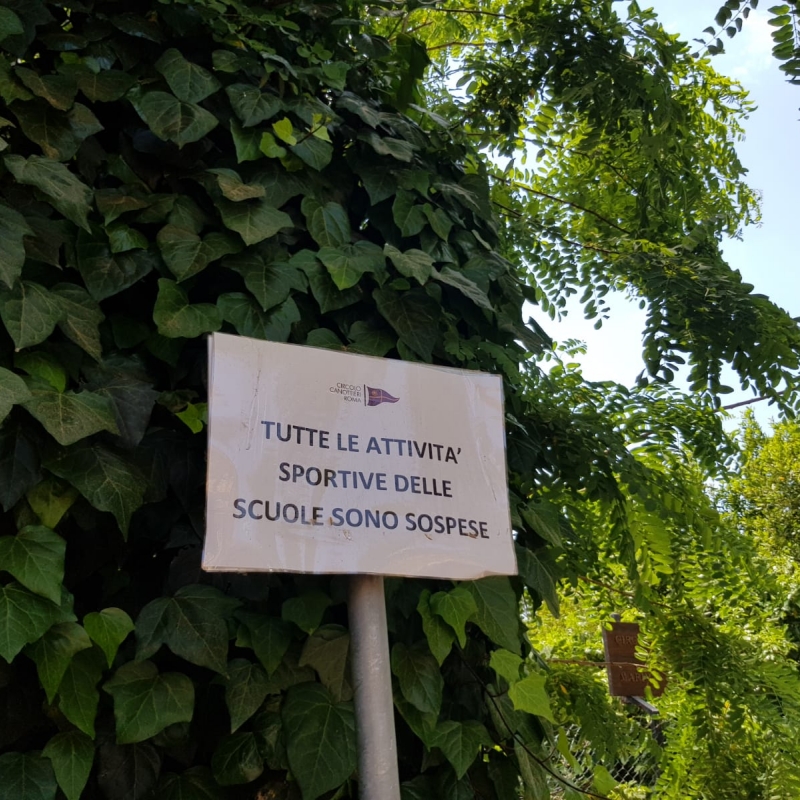 CIRCOLO
CANOTTIERI
ROMA
TUTTE LE ATTIVITA'
SPORTIVE DELLE
SCUOLE SONO SOSPESE